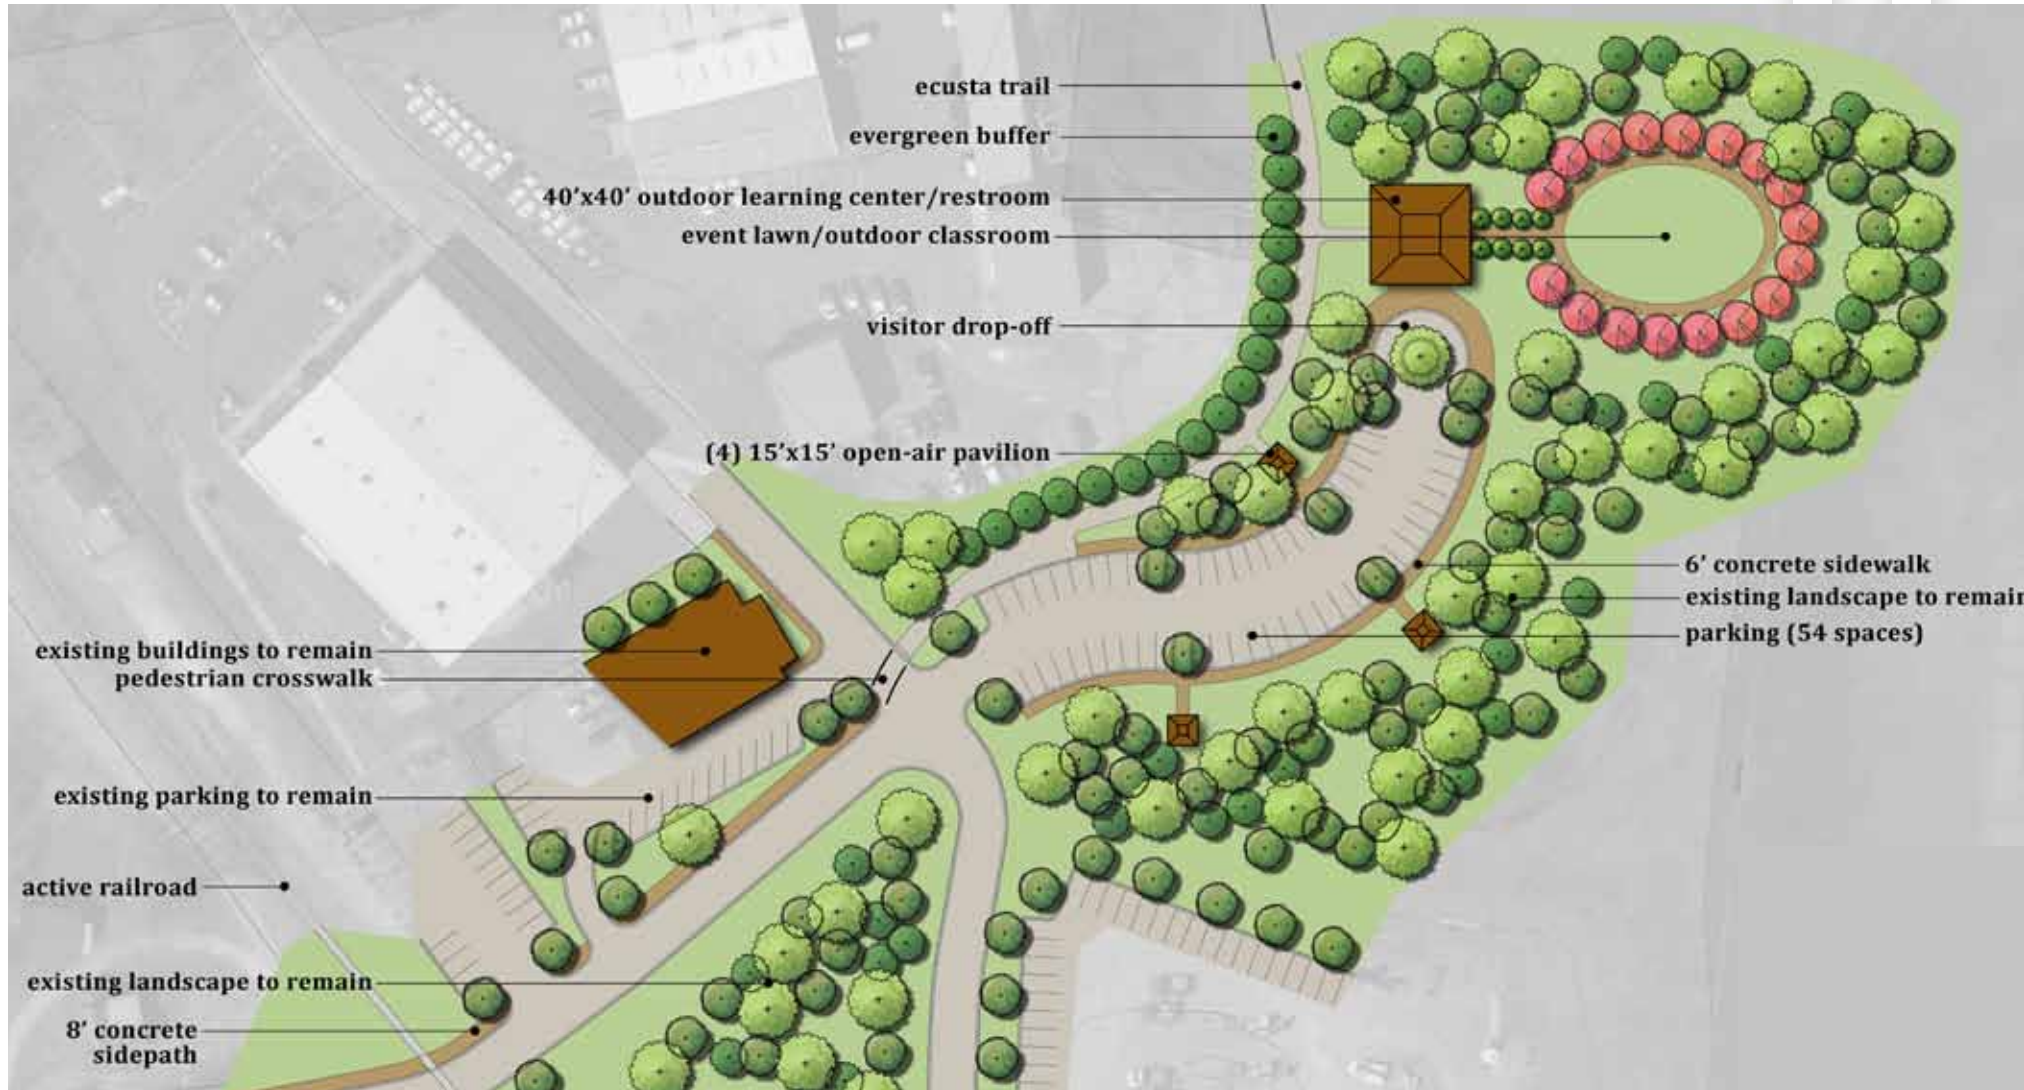 ecusta trail
evergreen buffer
40'x40' outdoor learning center/restroom
event lawn/outdoor classroom
visitor drop-off
(4) 15'x15' open-air pavilion
6' concrete sidewalk
existing landscape to remain
parking (54 spaces)
existing buildings to remain
pedestrian crosswalk
existing parking to remain
active railroad
existing landscape to remain
8' concrete
sidepath